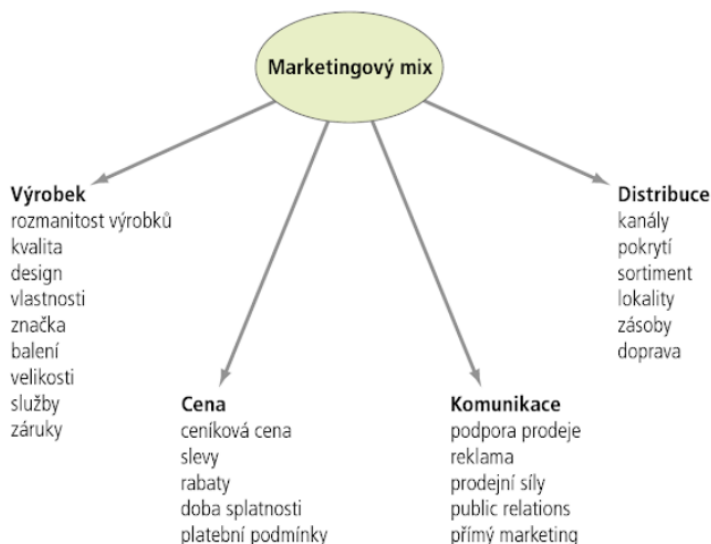 Marketingový mix
Výrobek
rozmanitost výrobků
kvalita
design
vlastnosti
značka
balení
velikosti
služby
záruky
Cena
ceníková cena
slevy
rabaty
doba splatnosti
platební podmínky
Komunikace
podpora prodeje
reklama
prodejní síly
public relations
přímý marketing
Distribuce
kanály
pokrytí
sortiment
lokality
zásoby
doprava